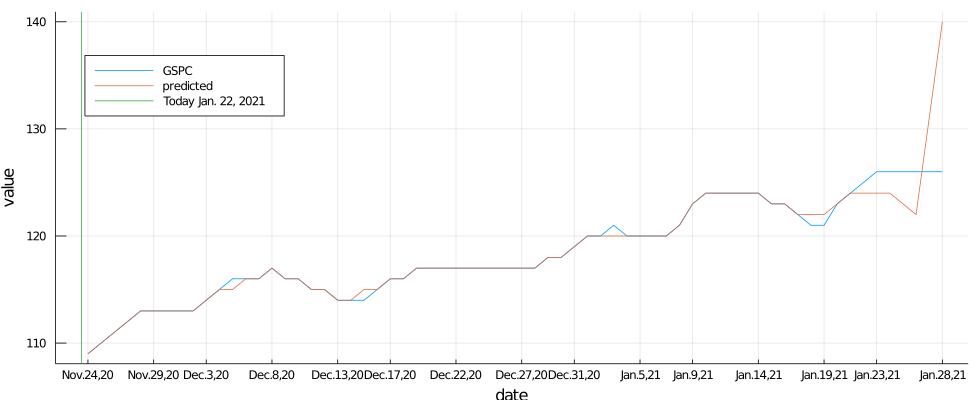 140
130
120
110
value
GSPC
predicted
Today Jan. 22, 2021
Nov.24,20 Nov.29,20 Dec.3,20 Dec.8,20 Dec.13,20 Dec.17,20 Dec.22,20 Dec.27,20 Dec.31,20 Jan.5,21 Jan.9,21 Jan.14,21 Jan.19,21 Jan.23,21 Jan.28,21
date